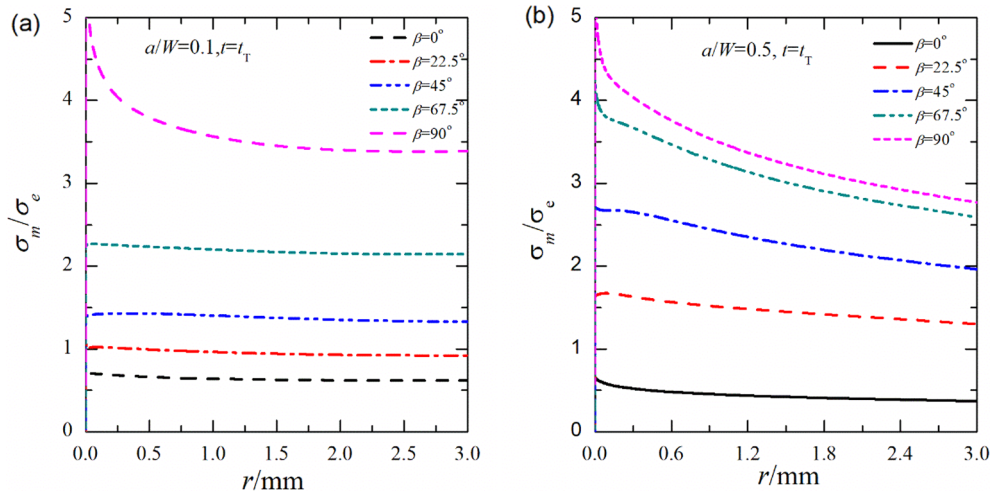 (a)
a/W=0.1,t=tT
β=0°
β=22.5°
β=45°
β=67.5°
β=90°
σm/σe
5
4
3
2
1
0
0.0 0.5 1.0 1.5 2.0 2.5 3.0
r/mm
(b)
a/W=0.5, t=tT
β=0°
β=22.5°
β=45°
β=67.5°
β=90°
σm/σe
5
4
3
2
1
0
0.0 0.6 1.2 1.8 2.4 3.0
r/mm